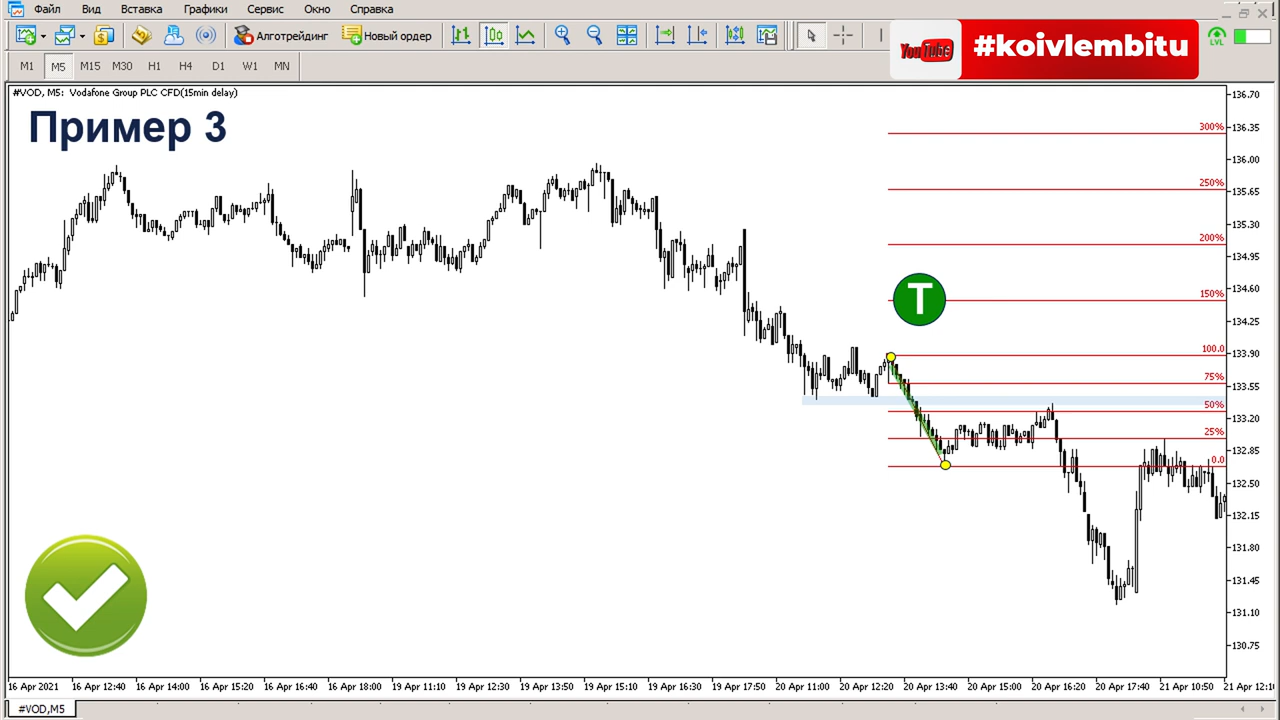 Файл Вид Вставка Графики Сервис Окно Справка
Алготрейдинг Новый ордер
YouTube #koivlembitu
LVL
M1 M5 M15 M30 H1 H4 W1 MN
#VOD, M5: Vodafone Group PLC CFD(15min delay)
136.70
Пример 3
300%
136.35
136.00
250%
135.65
135.30
200%
134.95
134.60
150%
T
134.25
133.90
100.0
75%
133.55
50%
133.20
25%
132.85
0.0
132.50
132.15
131.80
131.45
131.10
130.75
16 Apr 2021 16 Apr 12:40 16 Apr 14:00 16 Apr 15:20 16 Apr 16:40 16 Apr 18:00 19 Apr 11:10 19 Apr 12:30 19 Apr 13:50 19 Apr 15:10 19 Apr 16:30 19 Apr 17:50 20 Apr 11:00 20 Apr 12:20 20 Apr 13:40 20 Apr 15:00 20 Apr 16:20 20 Apr 17:40 21 Apr 10:50 21 Apr 12:10
#VOD,M5